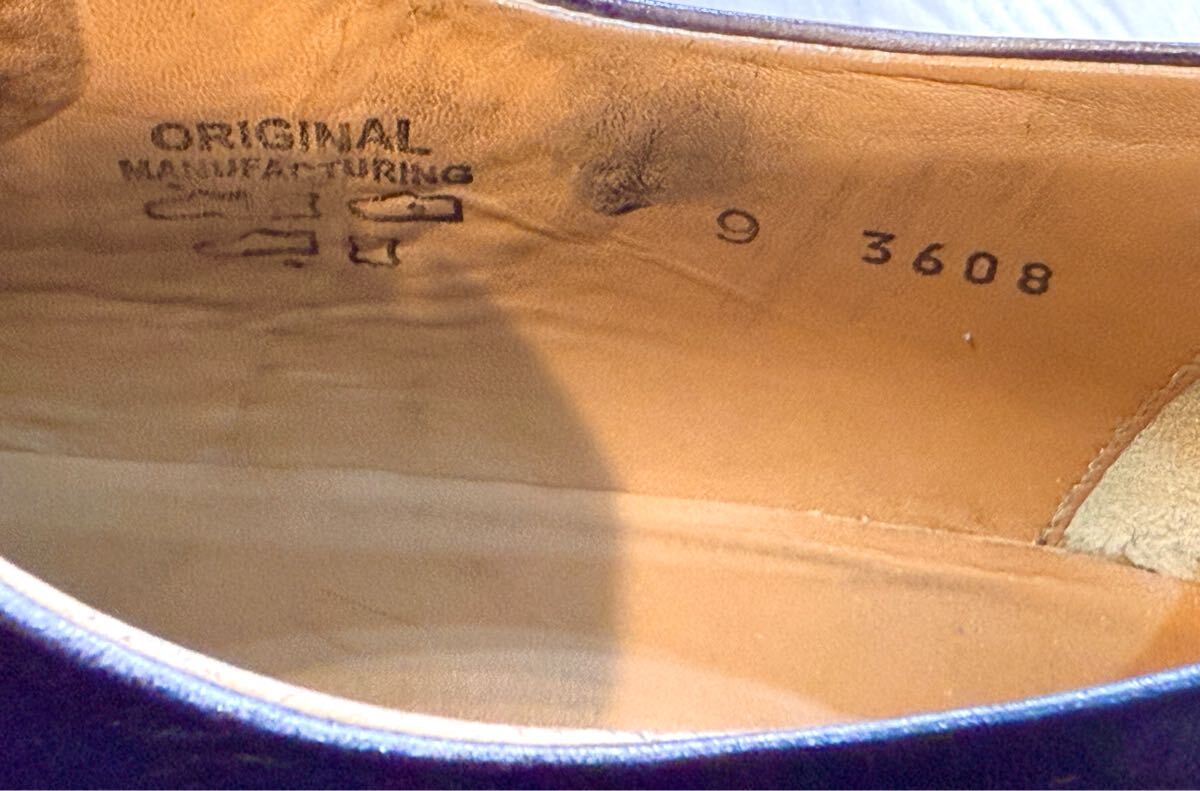 ORIGINAL
MANUFACTURING
9 3608